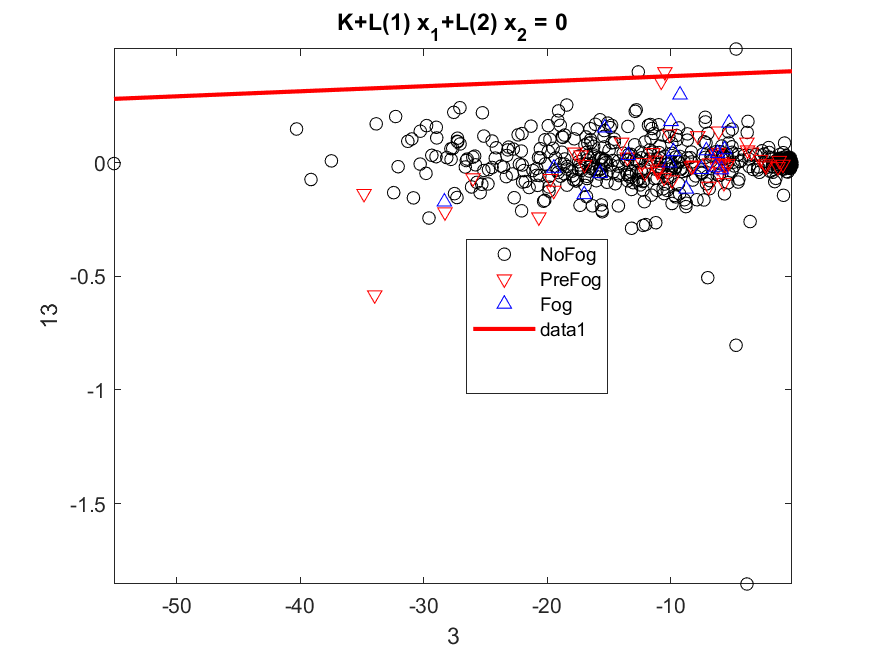 K+L(1) x1+L(2) x2 = 0
0
-0.5
-1
-1.5
13
NoFog
PreFog
Fog
data1
-50 -40 -30 -20 -10
3